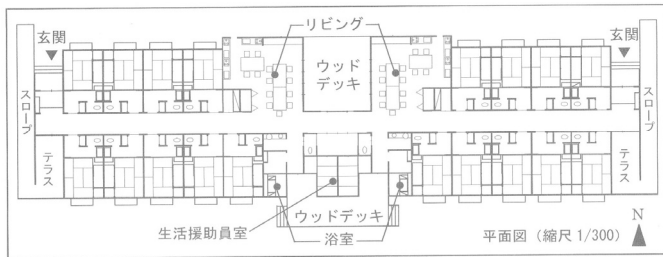 リビング
玄関
ウッド
デッキ
玄関
スロープ
スロープ
テラス
テラス
生活援助員室
ウッドデッキ
浴室
平面図（縮尺1/300）
N